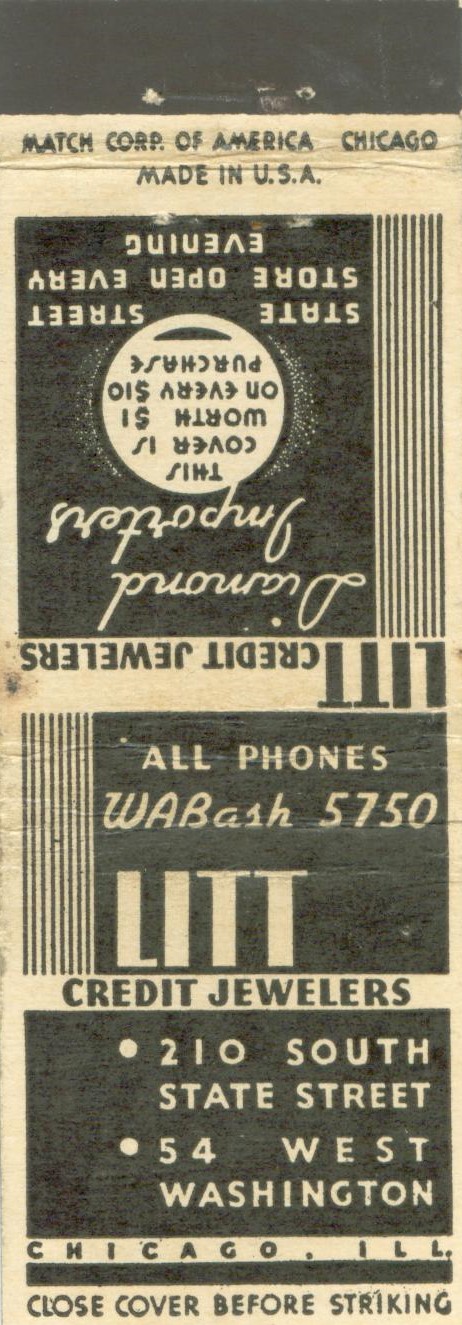 MATCH CORP. OF AMERICA CHICAGO
MADE IN U.S.A.
LITT CREDIT JEWELERS
Diamond
Importers
THIS
COVER IS
WORTH $1
ON EVERY $10
PURCHASE
STATE STREET
STORE OPEN EVERY
EVENING
ALL PHONES
WABash 5750
LITT
CREDIT JEWELERS
• 210 SOUTH
STATE STREET
• 54 WEST
WASHINGTON
CHICAGO, ILL.
CLOSE COVER BEFORE STRIKING